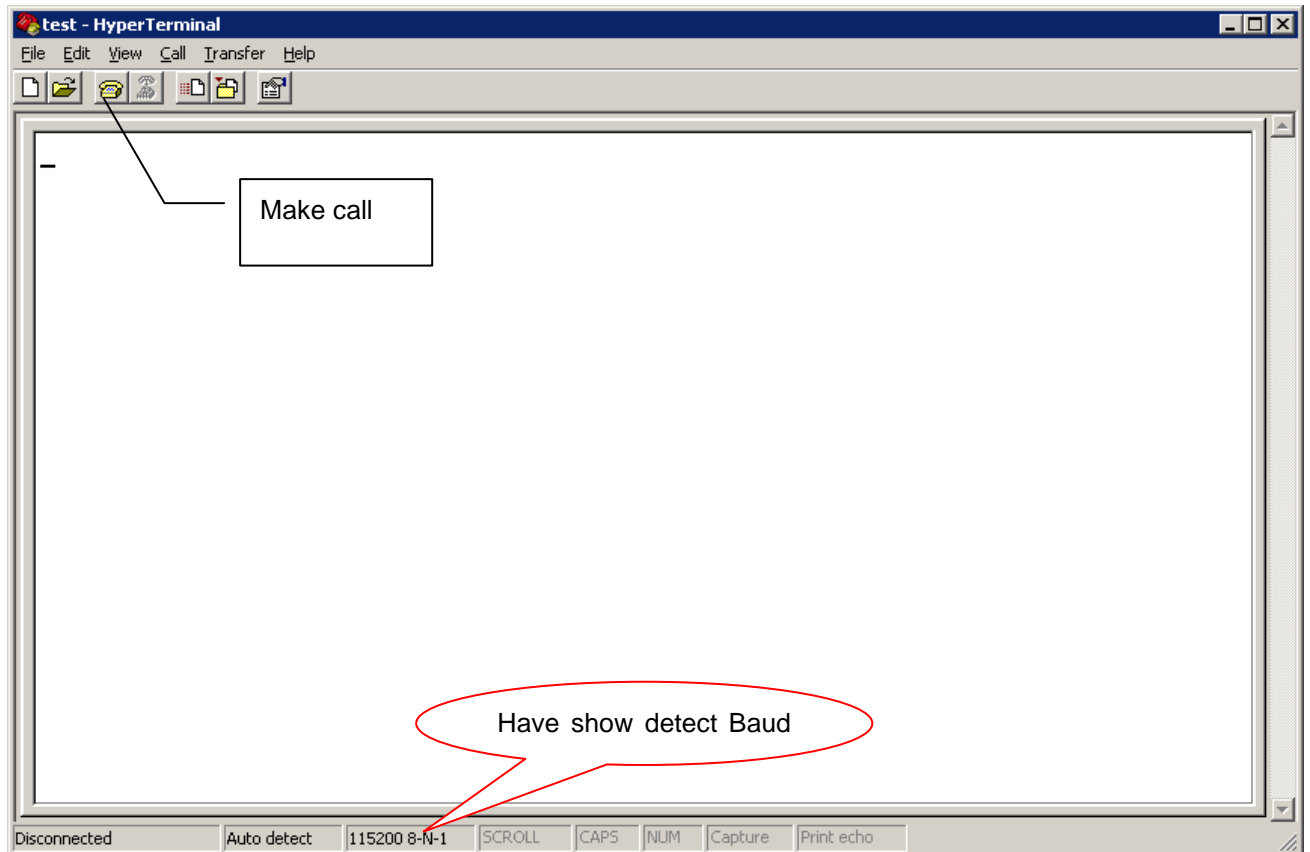 test - HyperTerminal
File Edit View Call Transfer Help
Make call
Have show detect Baud
Disconnected Auto detect 115200 8-N-1 SCROLL CAPS NUM Capture Print echo